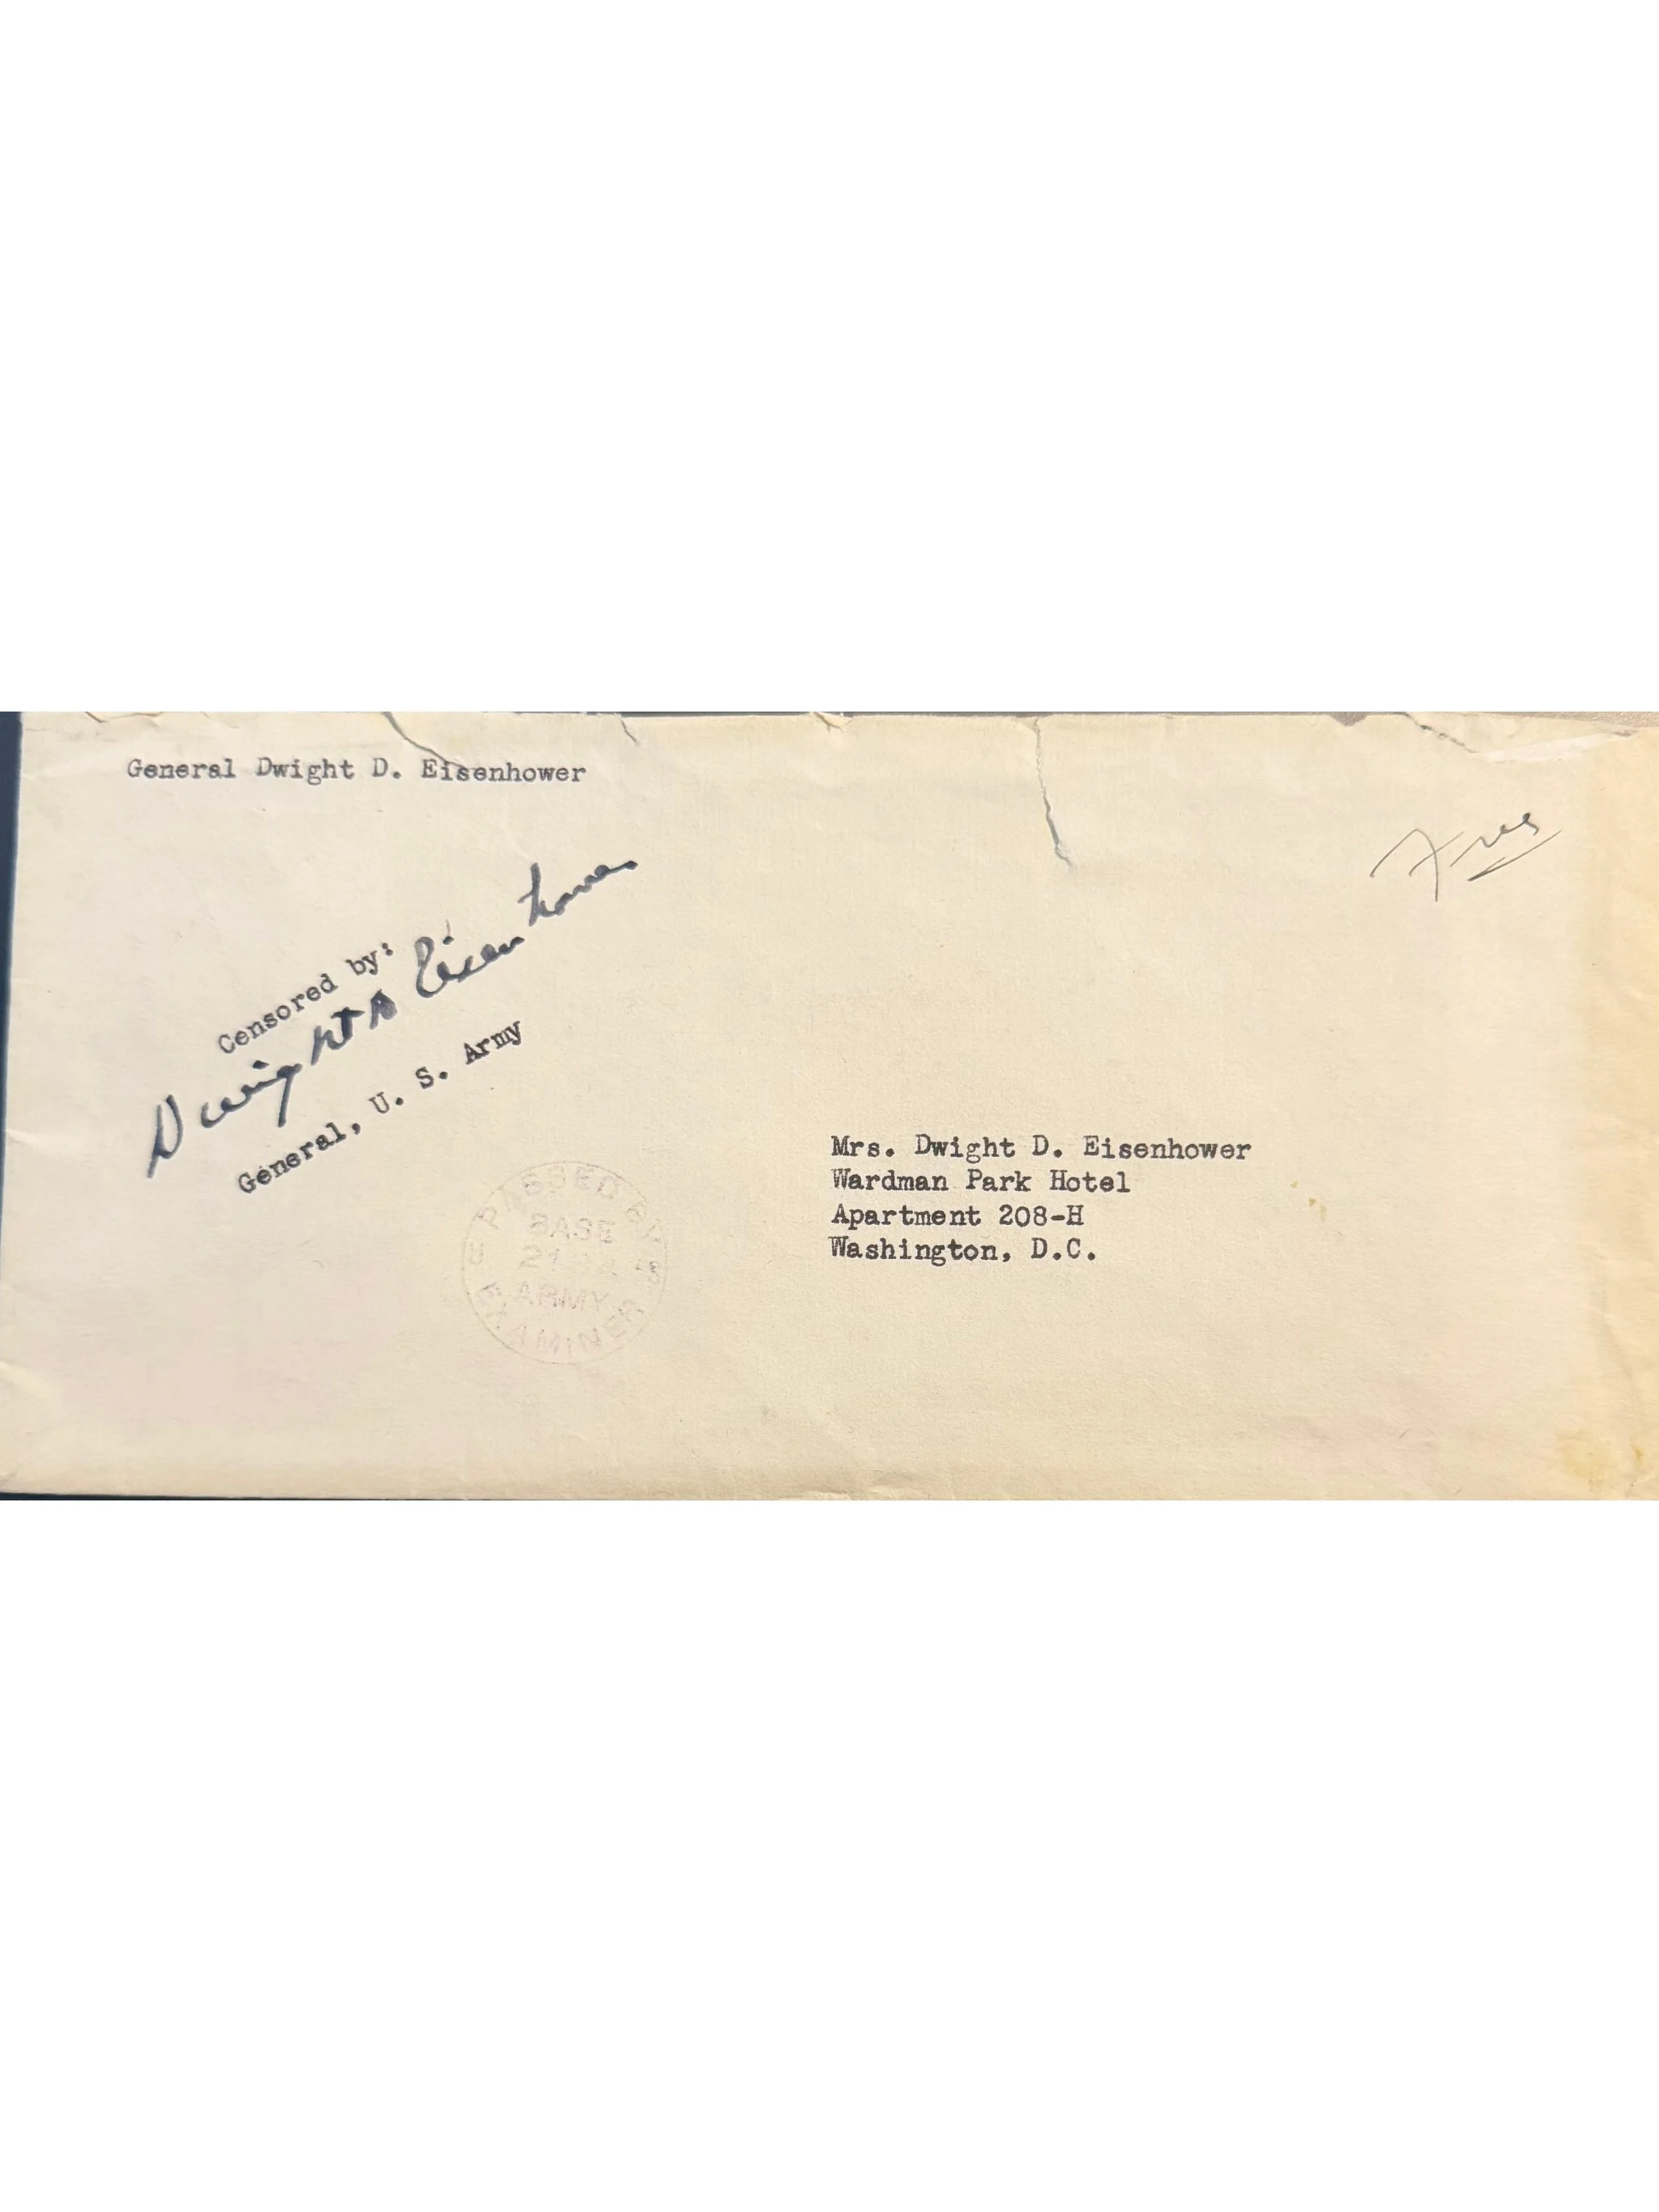 General Dwight D. Eisenhower
Free
Censored by:
Dwight D Eisenhower
General, U. S. Army
Mrs. Dwight D. Eisenhower
Wardman Park Hotel
Apartment 208-H
Washington, D.C.
PASSED BY
BASE
ARMY
EXAMINER